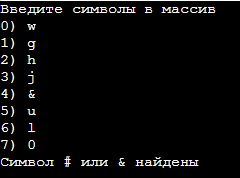 Введите символы в массив
0) w
1) g
2) h
3) j
4) &
5) u
6) l
7) 0
Символ # или & найдены